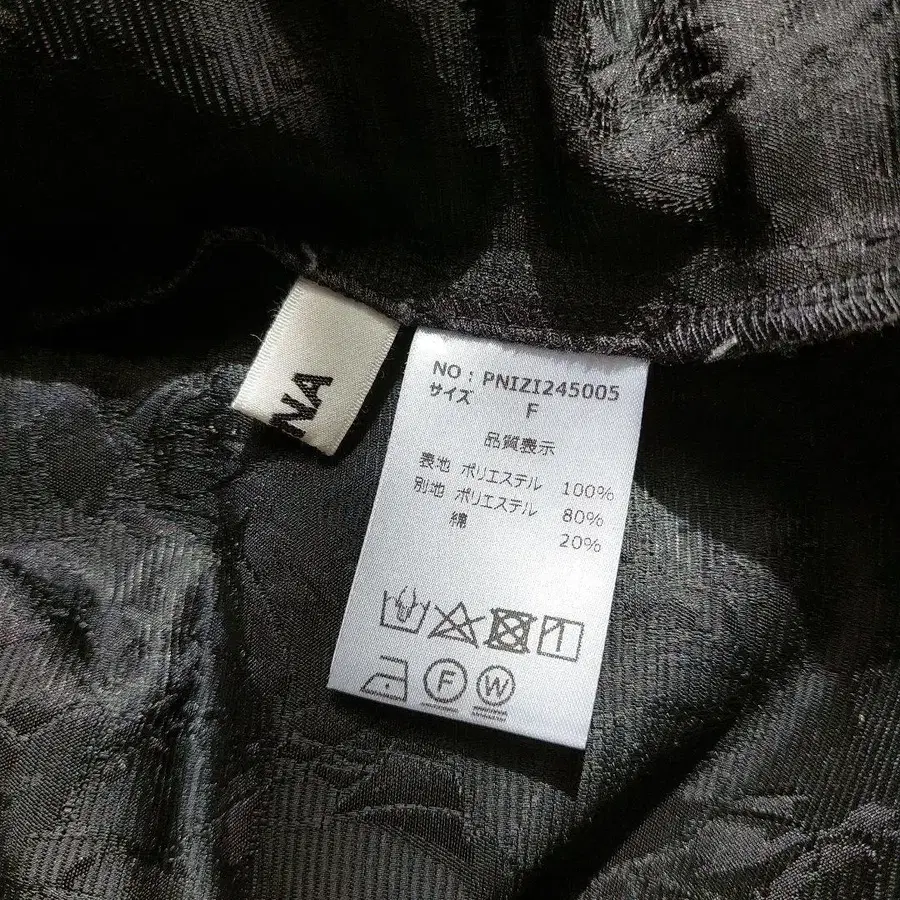 NA
NO : PNIZI245005
サイズ F
品質表示
表地 ポリエステル 100%
別地 ポリエステル 80%
綿 20%
F W